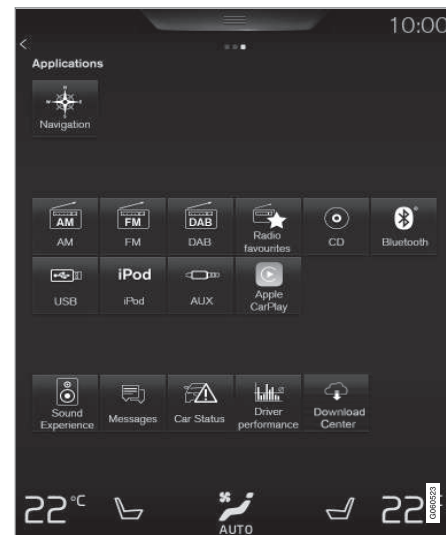 10:00
Applications
Navigation
AM FM DAB
AM FM DAB Radio favourites CD Bluetooth
iPod
USB iPod AUX Apple CarPlay
Sound Experience Messages Car Status Driver performance Download Center
22°C 22
AUTO
G060523